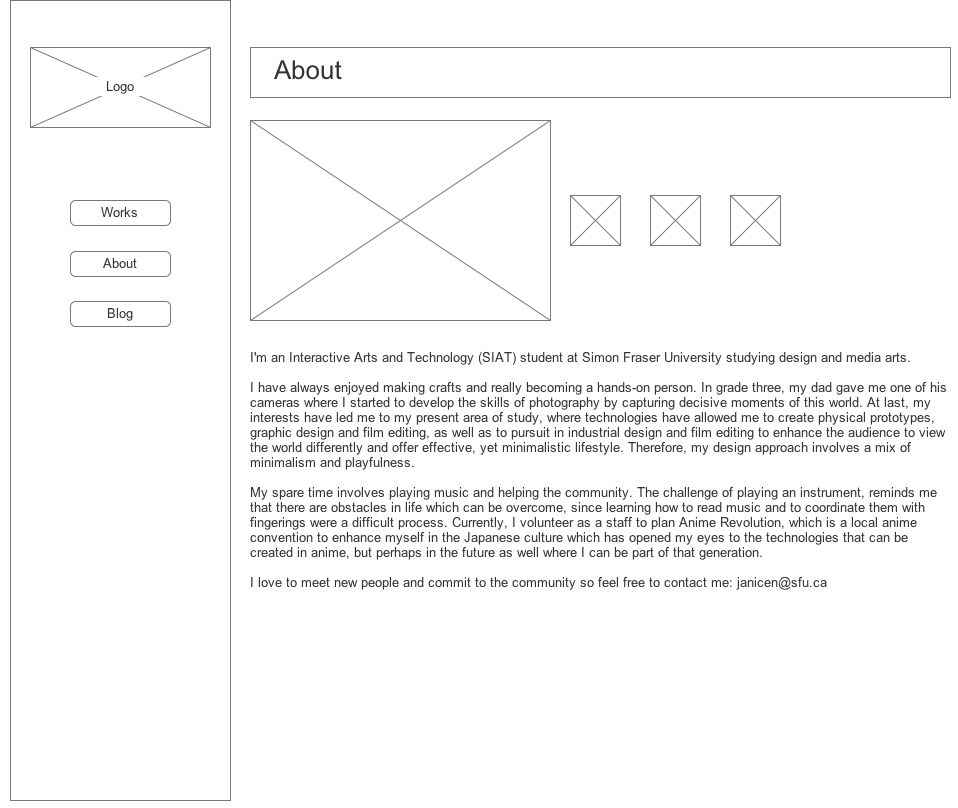 Logo
Works
About
Blog
About
I'm an Interactive Arts and Technology (SIAT) student at Simon Fraser University studying design and media arts.
I have always enjoyed making crafts and really becoming a hands-on person. In grade three, my dad gave me one of his
cameras where I started to develop the skills of photography by capturing decisive moments of this world. At last, my
interests have led me to my present area of study, where technologies have allowed me to create physical prototypes,
graphic design and film editing, as well as to pursuit in industrial design and film editing to enhance the audience to view
the world differently and offer effective, yet minimalistic lifestyle. Therefore, my design approach involves a mix of
minimalism and playfulness.
My spare time involves playing music and helping the community. The challenge of playing an instrument, reminds me
that there are obstacles in life which can be overcome, since learning how to read music and to coordinate them with
fingerings were a difficult process. Currently, I volunteer as a staff to plan Anime Revolution, which is a local anime
convention to enhance myself in the Japanese culture which has opened my eyes to the technologies that can be
created in anime, but perhaps in the future as well where I can be part of that generation.
I love to meet new people and commit to the community so feel free to contact me: janicen@sfu.ca